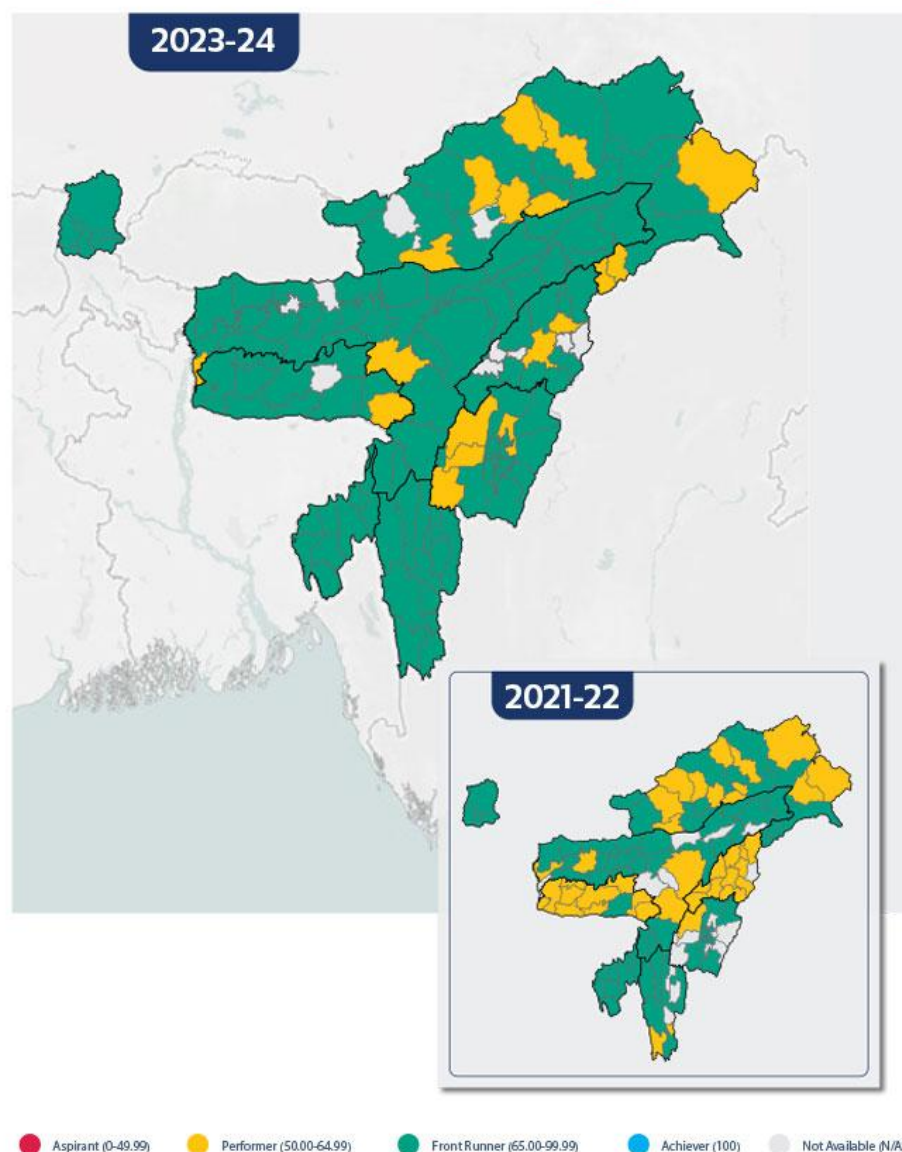 2023-24
2021-22
Aspirant (0-49.99) Performer (50.00-64.99) Front Runner (65.00-99.99) Achiever (100) Not Available (N/A